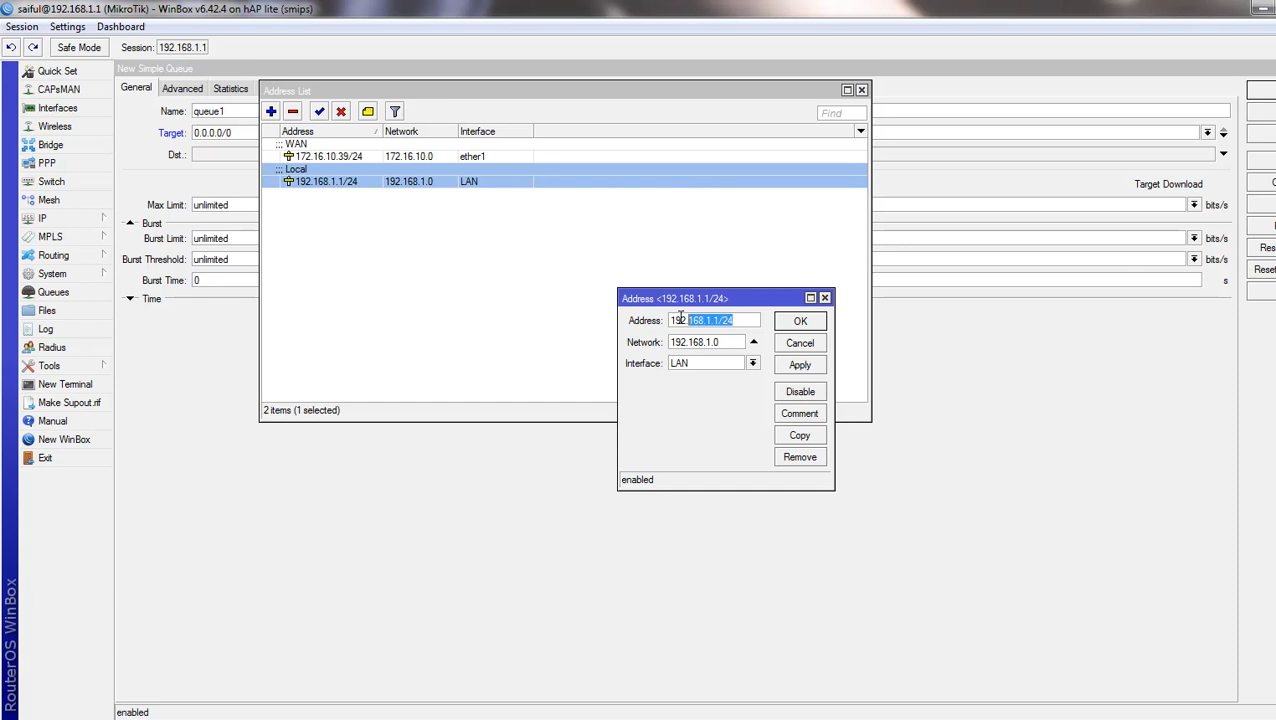 saiful@192.168.1.1 (MikroTik) - WinBox v6.42.4 on hAP lite (smips)
Session Settings Dashboard
Safe Mode Session: 192.168.1.1
Quick Set
CAPsMAN
Interfaces
Wireless
Bridge
PPP
Switch
Mesh
IP
MPLS
Routing
System
Queues
Files
Log
Radius
Tools
New Terminal
Make Supout.rif
Manual
New WinBox
Exit
RouterOS WinBox
New Simple Queue
General Advanced Statistics
Name: queue1
Target: 0.0.0.0/0
Dst.:
Target Download
Max Limit: unlimited bits/s
Burst
Burst Limit: unlimited bits/s
Burst Threshold: unlimited bits/s
Burst Time: 0 s
Time
enabled
Address List
Find
Address Network Interface
;;; WAN
172.16.10.39/24 172.16.10.0 ether1
;;; Local
192.168.1.1/24 192.168.1.0 LAN
2 items (1 selected)
Address <192.168.1.1/24>
Address: 192.168.1.1/24 OK
Network: 192.168.1.0 Cancel
Interface: LAN Apply
Disable
Comment
Copy
Remove
enabled